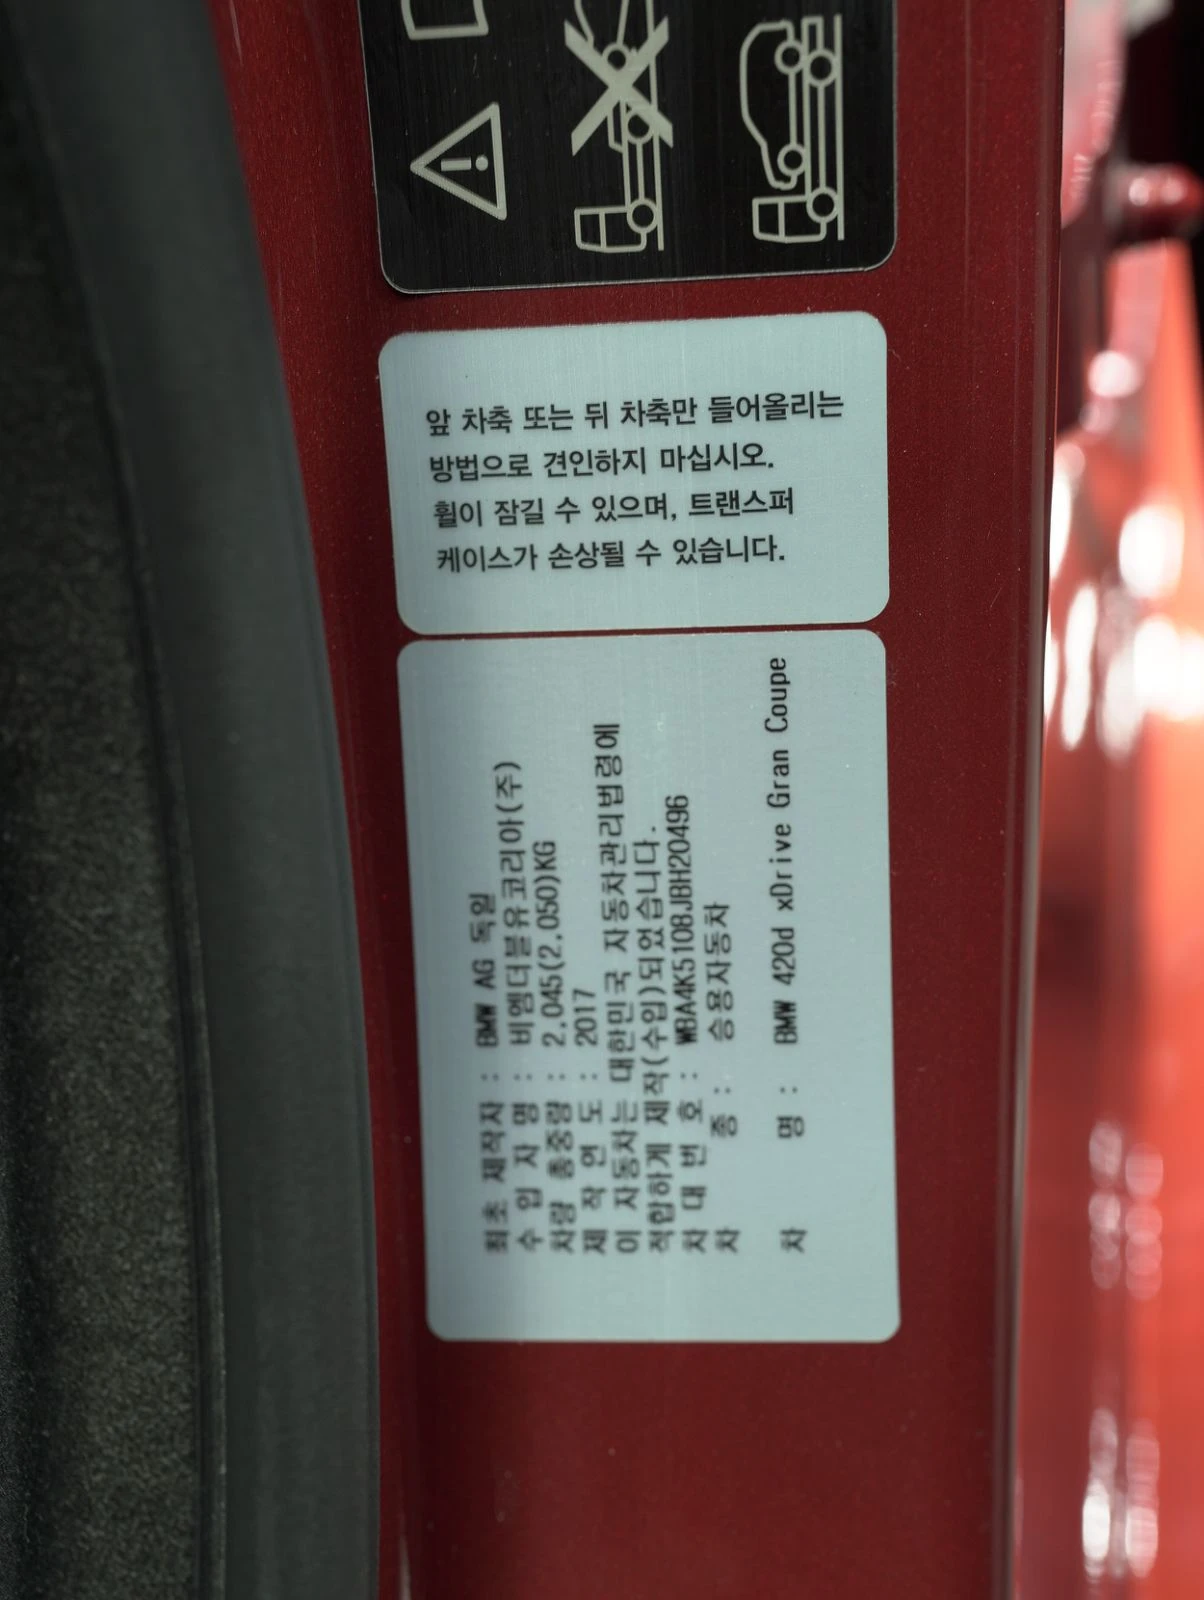 앞 차축 또는 뒤 차축만 들어올리는
방법으로 견인하지 마십시오.
휠이 잠길 수 있으며, 트랜스퍼
케이스가 손상될 수 있습니다.
최초 제작자 : BMW AG 독일
수 입 자 명 : 비엠더블유코리아(주)
차량 총중량 : 2.045(2.050)KG
제 작 연 도 : 2017
이 자동차는 대한민국 자동차관리법령에
적합하게 제작(수입)되었습니다.
차 대 번 호 : WBA4K5108JBH20496
차 종 : 승용자동차
차 명 : BMW 420d xDrive Gran Coupe